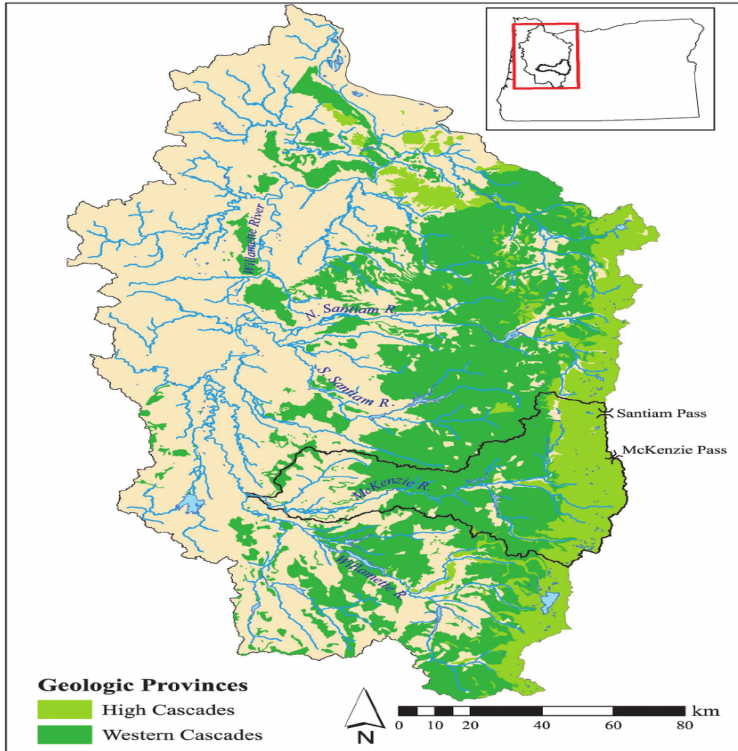 Willamette River
N. Santiam R.
S. Santiam R.
Santiam Pass
McKenzie Pass
McKenzie R.
Willamette R.
Geologic Provinces
High Cascades
Western Cascades
N
0 10 20 40 60 80 km